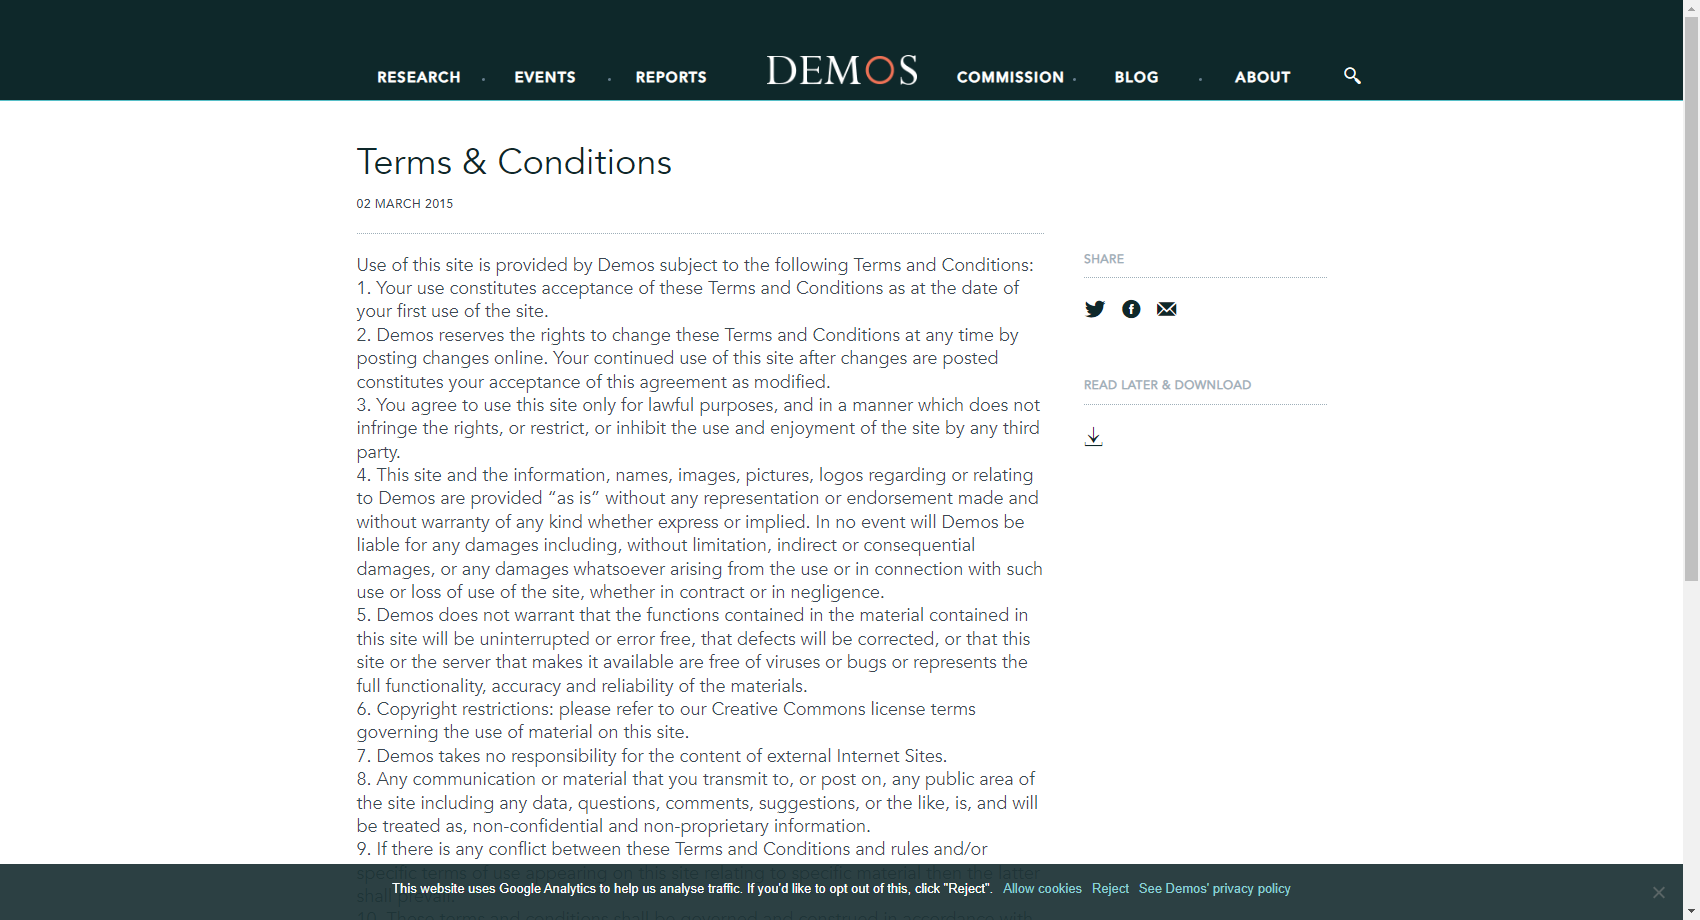 RESEARCH
EVENTS
REPORTS
DEMOS
COMMISSION
BLOG
ABOUT
Terms & Conditions
02 MARCH 2015
Use of this site is provided by Demos subject to the following Terms and Conditions:
1. Your use constitutes acceptance of these Terms and Conditions as at the date of
your first use of the site.
2. Demos reserves the rights to change these Terms and Conditions at any time by
posting changes online. Your continued use of this site after changes are posted
constitutes your acceptance of this agreement as modified.
3. You agree to use this site only for lawful purposes, and in a manner which does not
infringe the rights, or restrict, or inhibit the use and enjoyment of the site by any third
party.
4. This site and the information, names, images, pictures, logos regarding or relating
to Demos are provided “as is” without any representation or endorsement made and
without warranty of any kind whether express or implied. In no event will Demos be
liable for any damages including, without limitation, indirect or consequential
damages, or any damages whatsoever arising from the use or in connection with such
use or loss of use of the site, whether in contract or in negligence.
5. Demos does not warrant that the functions contained in the material contained in
this site will be uninterrupted or error free, that defects will be corrected, or that this
site or the server that makes it available are free of viruses or bugs or represents the
full functionality, accuracy and reliability of the materials.
6. Copyright restrictions: please refer to our Creative Commons license terms
governing the use of material on this site.
7. Demos takes no responsibility for the content of external Internet Sites.
8. Any communication or material that you transmit to, or post on, any public area of
the site including any data, questions, comments, suggestions, or the like, is, and will
be treated as, non-confidential and non-proprietary information.
9. If there is any conflict between these Terms and Conditions and rules and/or
specific terms of use appearing on this site relating to specific material then the latter
shall prevail.
SHARE
READ LATER & DOWNLOAD
This website uses Google Analytics to help us analyse traffic. If you'd like to opt out of this, click "Reject". Allow cookies Reject See Demos' privacy policy